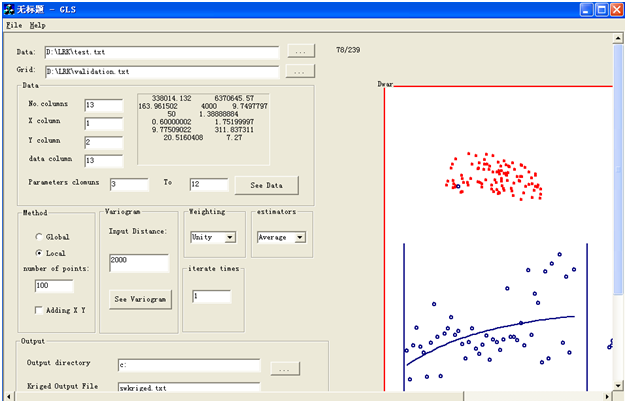 无标题 - GLS
File Help
Data: D:\LRK\test.txt ... 78/239
Grid: D:\LRK\validation.txt ...
Dwar
Data
No.columns 13
X column 1
Y column 2
data column 13
338014.132 6370645.57
163.961502 4000 9.7497797
50 1.38888884
0.60000002 1.75199997
9.77509022 311.837311
20.5160408 7.27
Parameters clomuns 3 To 12 See Data
Method
Global
Local
number of points:
100
Adding X Y
Variogram
Input Distance:
2000
See Variogram
Weighting
Unity
estimators
Average
iterate times
1
Output
Output directory c: ...
Kriged Output File swkriged.txt